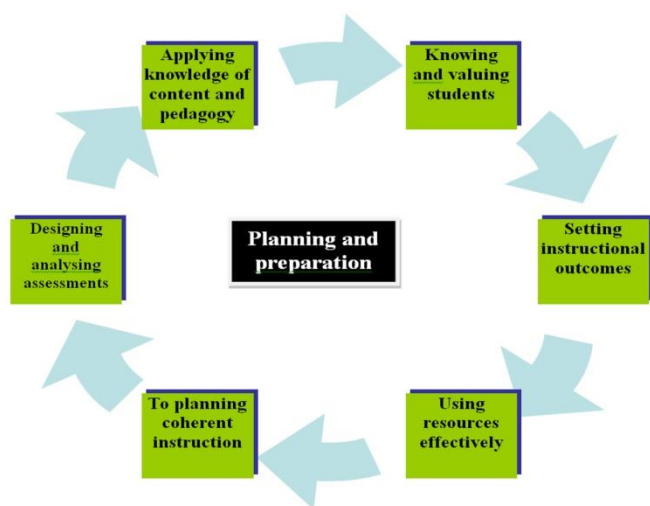 Applying
knowledge of
content and
pedagogy
Knowing
and valuing
students
Setting
instructional
outcomes
Using
resources
effectively
To planning
coherent
instruction
Designing
and
analysing
assessments
Planning and
preparation